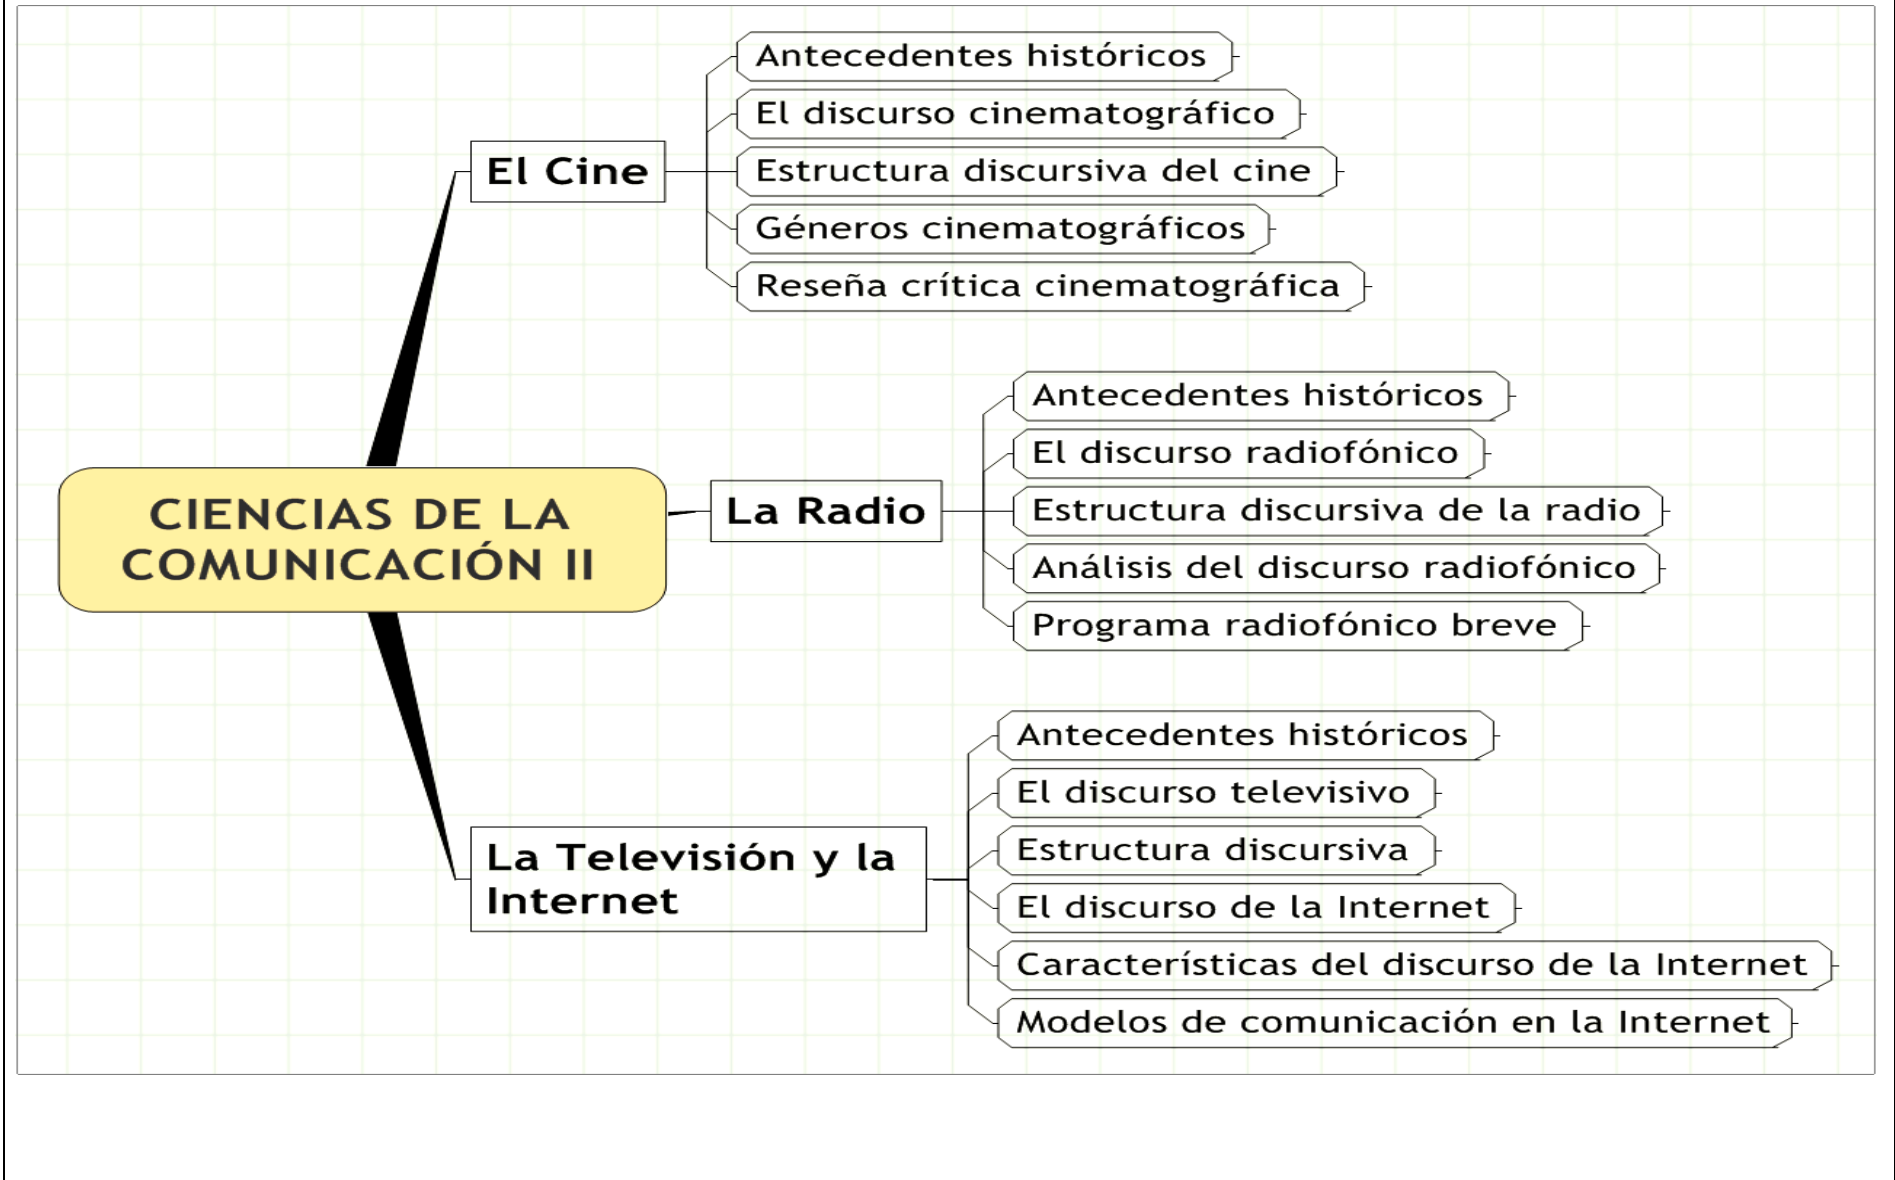 CIENCIAS DE LA
COMUNICACIÓN II
El Cine
Antecedentes históricos
El discurso cinematográfico
Estructura discursiva del cine
Géneros cinematográficos
Reseña crítica cinematográfica
La Radio
Antecedentes históricos
El discurso radiofónico
Estructura discursiva de la radio
Análisis del discurso radiofónico
Programa radiofónico breve
La Televisión y la
Internet
Antecedentes históricos
El discurso televisivo
Estructura discursiva
El discurso de la Internet
Características del discurso de la Internet
Modelos de comunicación en la Internet